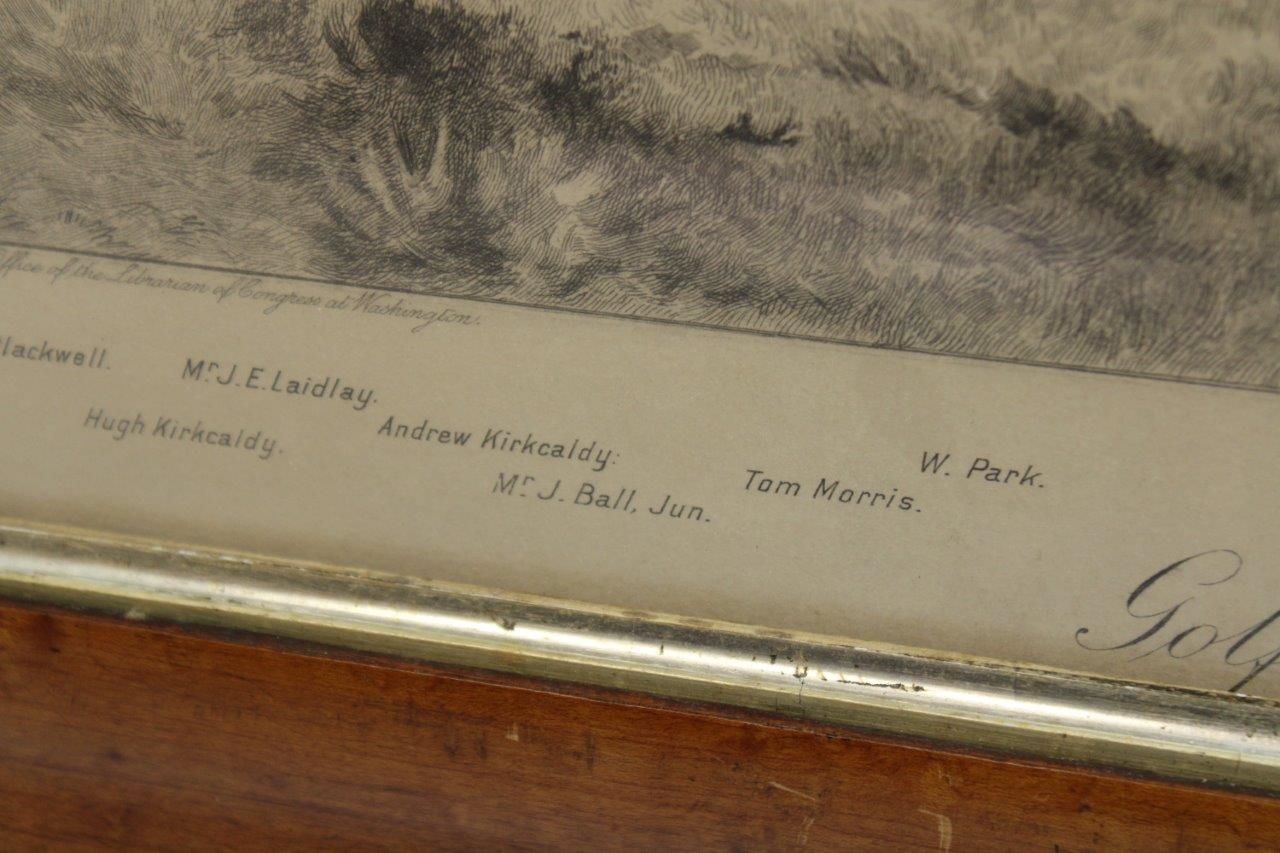 ffice of the Librarian of Congress at Washington.
lackwell. Mr J. E. Laidlay. Andrew Kirkcaldy: W. Park.
Hugh Kirkcaldy. Mr J. Ball, Jun. Tom Morris.
Golf